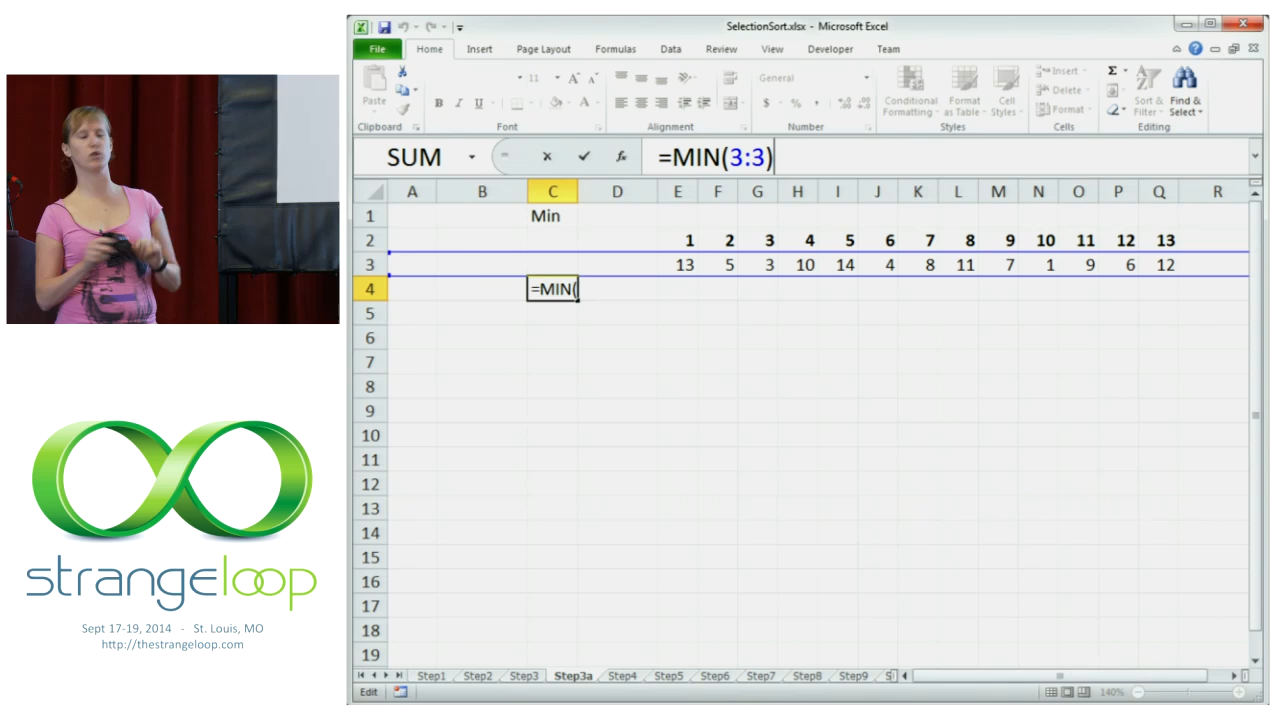 SelectionSort.xlsx - Microsoft Excel
File Home Insert Page Layout Formulas Data Review View Developer Team
Paste
11
A A
General
B I U
A
$ %
Conditional Formatting
Format as Table
Cell Styles
Insert
Delete
Format
Σ
Sort & Filter
Find & Select
Clipboard Font Alignment Number Styles Cells Editing
SUM
fx
=MIN(3:3)
A B C D E F G H I J K L M N O P Q R
1 Min
2 1 2 3 4 5 6 7 8 9 10 11 12 13
3 13 5 3 10 14 4 8 11 7 1 9 6 12
4 =MIN(
5
6
7
8
9
10
11
12
13
14
15
16
17
18
19
Step1 Step2 Step3 Step3a Step4 Step5 Step6 Step7 Step8 Step9
Edit
140%
strangeloop
Sept 17-19, 2014 - St. Louis, MO
http://thestrangeloop.com